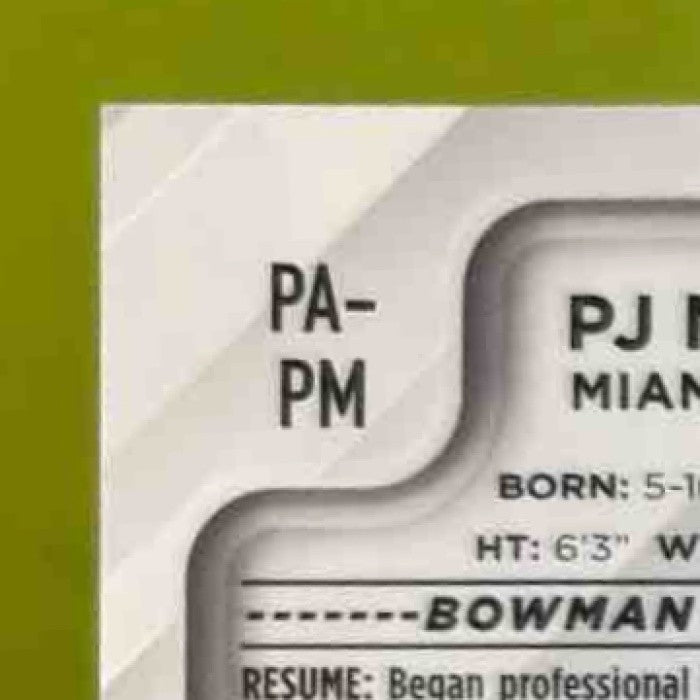 PA-
PM
PJ
MIAN
BORN: 5-1
HT: 6'3" W
-------BOWMAN
RESUME: Began professional